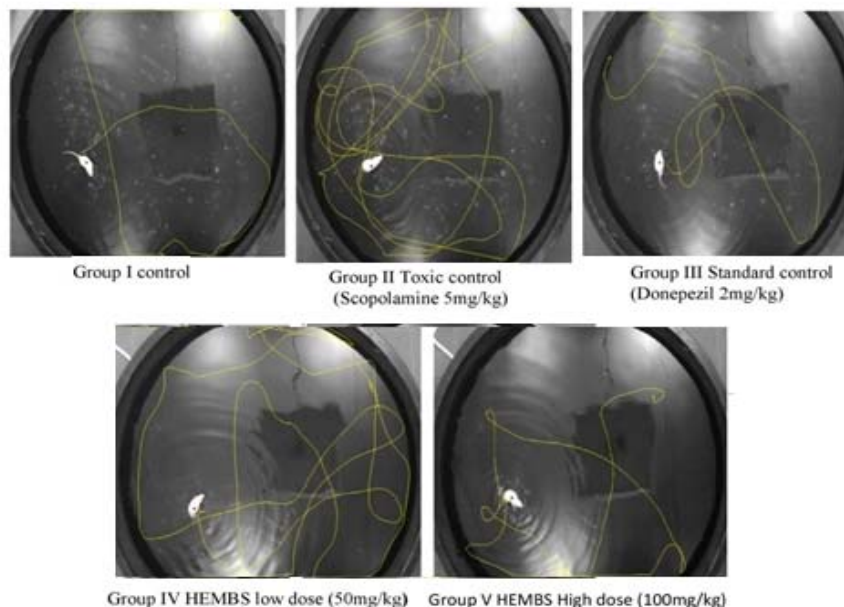 Group I control
Group II Toxic control
(Scopolamine 5mg/kg)
Group III Standard control
(Donepezil 2mg/kg)
Group IV HEMBS low dose (50mg/kg)
Group V HEMBS High dose (100mg/kg)